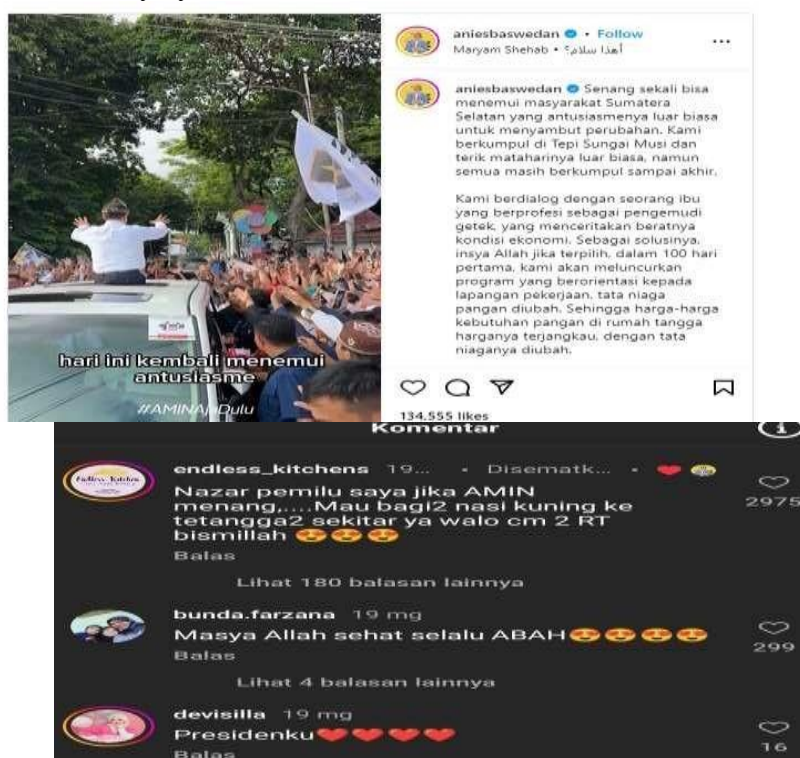 aniesbaswedan • Follow
Maryam Shehab • أهذا سلام؟
...
aniesbaswedan Senang sekali bisa
menemui masyarakat Sumatera
Selatan yang antusiasmenya luar biasa
untuk menyambut perubahan. Kami
berkumpul di Tepi Sungai Musi dan
terik mataharinya luar biasa, namun
semua masih berkumpul sampai akhir.
Kami berdialog dengan seorang ibu
yang berprofesi sebagai pengemudi
getek, yang menceritakan beratnya
kondisi ekonomi. Sebagai solusinya,
insya Allah jika terpilih, dalam 100 hari
pertama, kami akan meluncurkan
program yang berorientasi kepada
lapangan pekerjaan, tata niaga
pangan diubah. Sehingga harga-harga
kebutuhan pangan di rumah tangga
harganya terjangkau, dengan tata
niaganya diubah.
hari ini kembali menemui
antusiasme
#AMINAjaDulu
134.555 likes
Komentar
endless_kitchens 19... • Disematk... • ❤️
Nazar pemilu saya jika AMIN
menang,....Mau bagi2 nasi kuning ke
tetangga2 sekitar ya walo cm 2 RT
bismillah 😍😍😍
2975
Balas
Lihat 180 balasan lainnya
bunda.farzana 19 mg
Masya Allah sehat selalu ABAH😍😍😍😍
299
Balas
Lihat 4 balasan lainnya
devisilla 19 mg
Presidenku❤️❤️❤️❤️
16
Balas